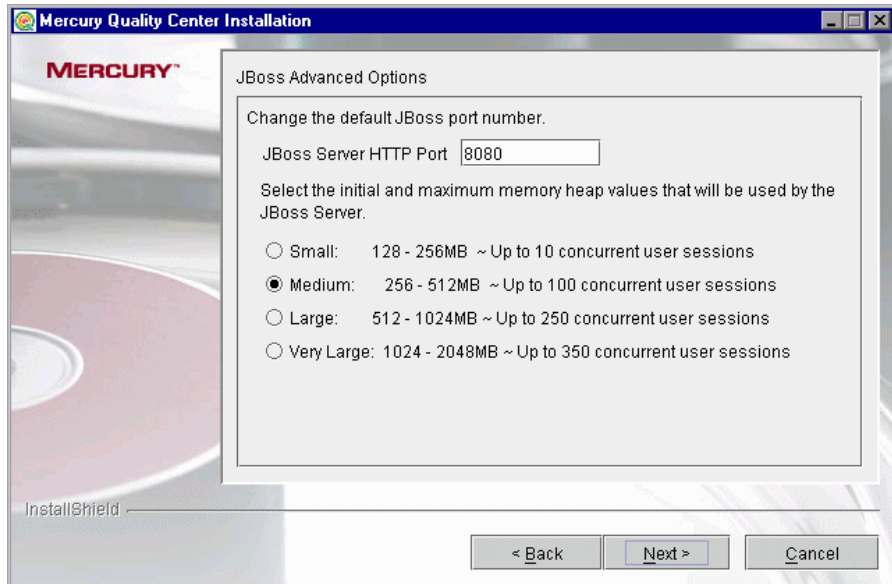 Mercury Quality Center Installation
MERCURY™
JBoss Advanced Options
Change the default JBoss port number.
JBoss Server HTTP Port 8080
Select the initial and maximum memory heap values that will be used by the
JBoss Server.
Small: 128 - 256MB ~ Up to 10 concurrent user sessions
Medium: 256 - 512MB ~ Up to 100 concurrent user sessions
Large: 512 - 1024MB ~ Up to 250 concurrent user sessions
Very Large: 1024 - 2048MB ~ Up to 350 concurrent user sessions
InstallShield
< Back Next > Cancel